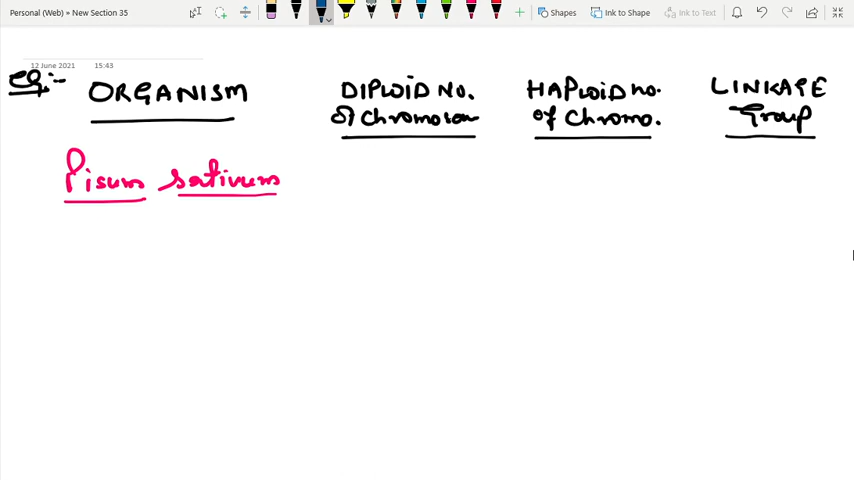 Personal (Web) » New Section 35
Shapes
Ink to Shape
Ink to Text
12 June 2021 15:43
eg:-
ORGANISM
DIPLOID NO.
of chromosom
HAPLOID no.
of Chromo.
LINKAGE
Group
Pisum sativum